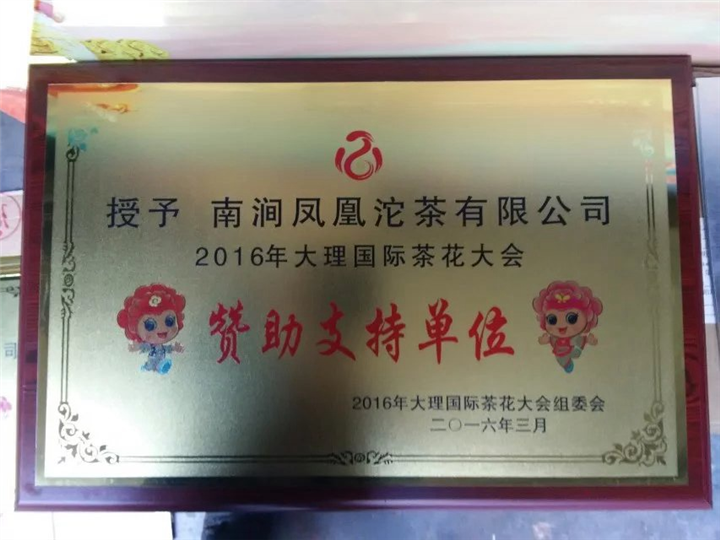 授予 南涧凤凰沱茶有限公司
2016年大理国际茶花大会
赞助支持单位
2016年大理国际茶花大会组委会
二〇一六年三月
司